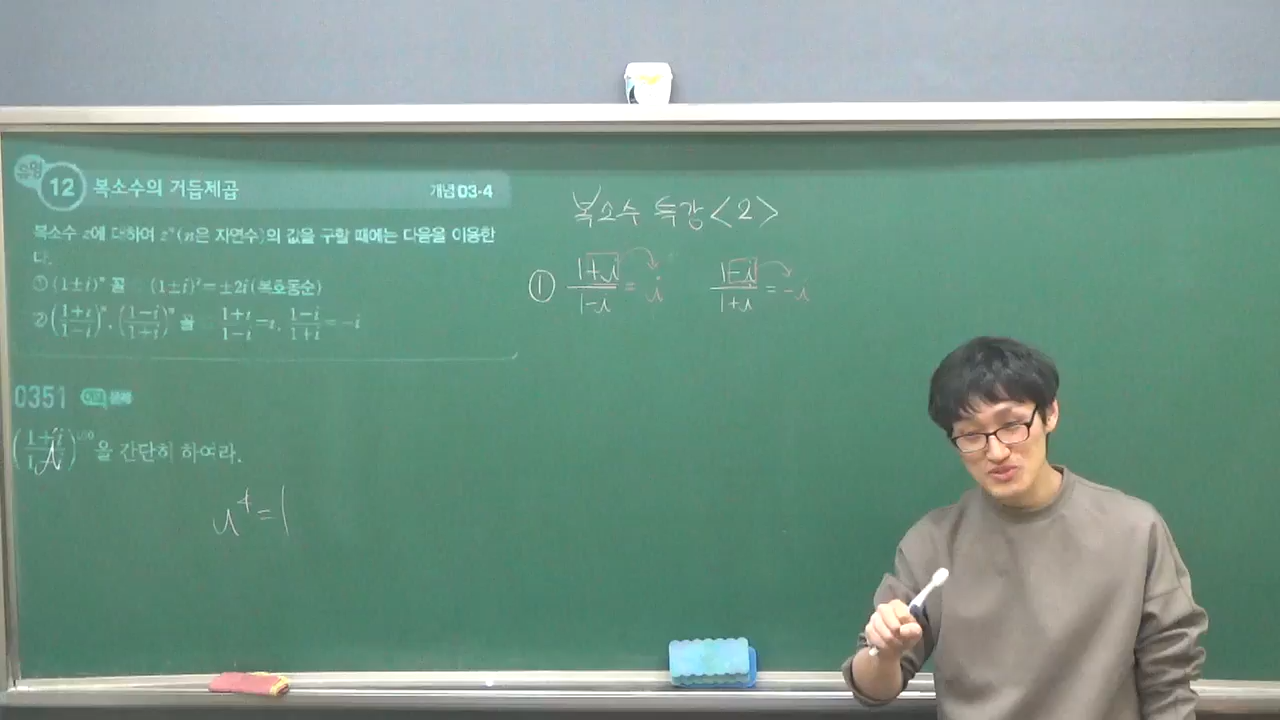 유형 12 복소수의 거듭제곱 개념 03-4
복소수 z에 대하여 zⁿ(n은 자연수)의 값을 구할 때에는 다음을 이용한
다.
① (1±i)ⁿ 꼴 (1±i)²=±2i(복호동순)
② ((1+i)/(1-i))ⁿ, ((1-i)/(1+i))ⁿ 꼴 (1+i)/(1-i)=i, (1-i)/(1+i)=-i
0351
을 간단히 하여라.
i⁴=1
복소수 특강 <2>
① (1+i)/(1-i) = i (1-i)/(1+i) = -i